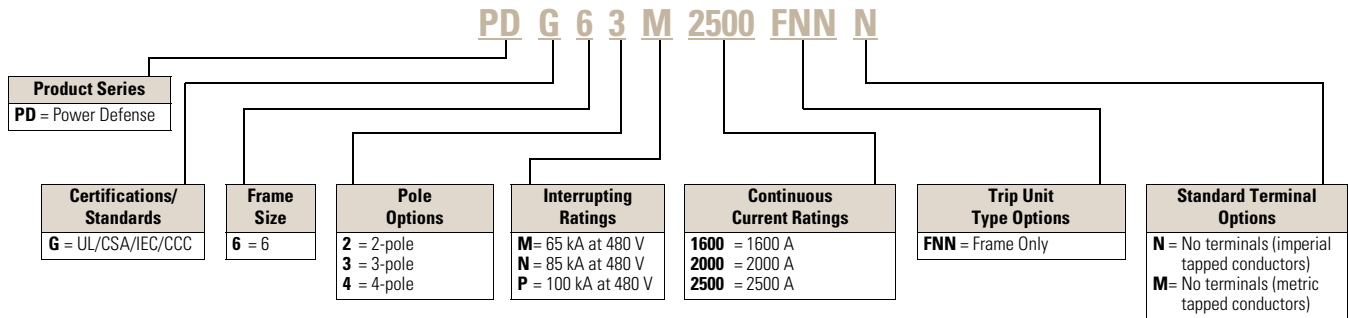 PD G 6 3 M 2500 FNN N
Product Series
PD = Power Defense
Certifications/
Standards
G = UL/CSA/IEC/CCC
Frame
Size
6 = 6
Pole
Options
2 = 2-pole
3 = 3-pole
4 = 4-pole
Interrupting
Ratings
M= 65 kA at 480 V
N = 85 kA at 480 V
P = 100 kA at 480 V
Continuous
Current Ratings
1600 = 1600 A
2000 = 2000 A
2500 = 2500 A
Trip Unit
Type Options
FNN = Frame Only
Standard Terminal
Options
N = No terminals (imperial
tapped conductors)
M= No terminals (metric
tapped conductors)